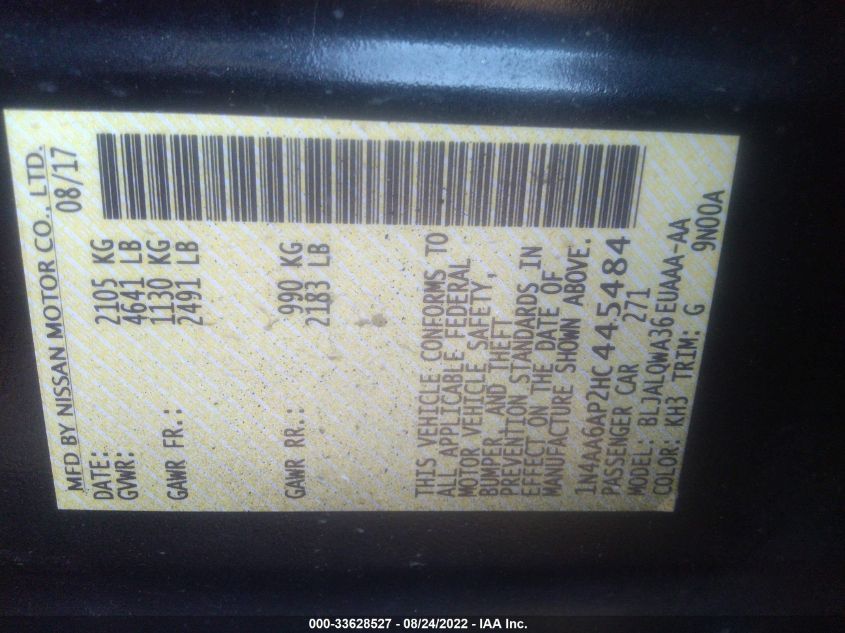 MFD BY NISSAN MOTOR CO., LTD.
DATE: 08/17
GVWR: 2105 KG
4641 LB
GAWR FR.: 1130 KG
2491 LB
GAWR RR.: 990 KG
2183 LB
THIS VEHICLE CONFORMS TO
ALL APPLICABLE FEDERAL
MOTOR VEHICLE SAFETY,
BUMPER, AND THEFT
PREVENTION STANDARDS IN
EFFECT ON THE DATE OF
MANUFACTURE SHOWN ABOVE.
1N4AA6AP2HC445484
PASSENGER CAR 271
MODEL: BLJALQWA36EUAAA-AA
COLOR: KH3 TRIM: G 9N00A
000-33628527 - 08/24/2022 - IAA Inc.